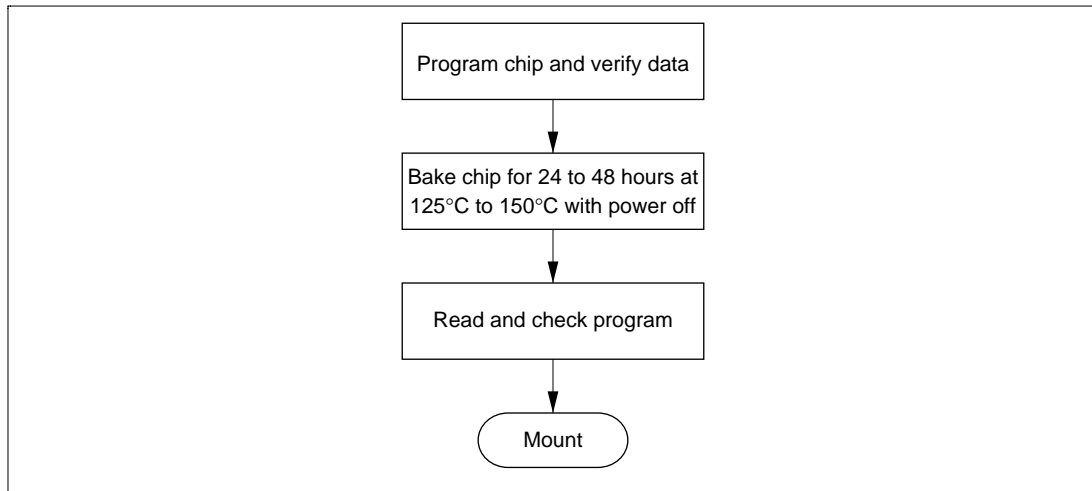 Program chip and verify data
Bake chip for 24 to 48 hours at
125°C to 150°C with power off
Read and check program
Mount